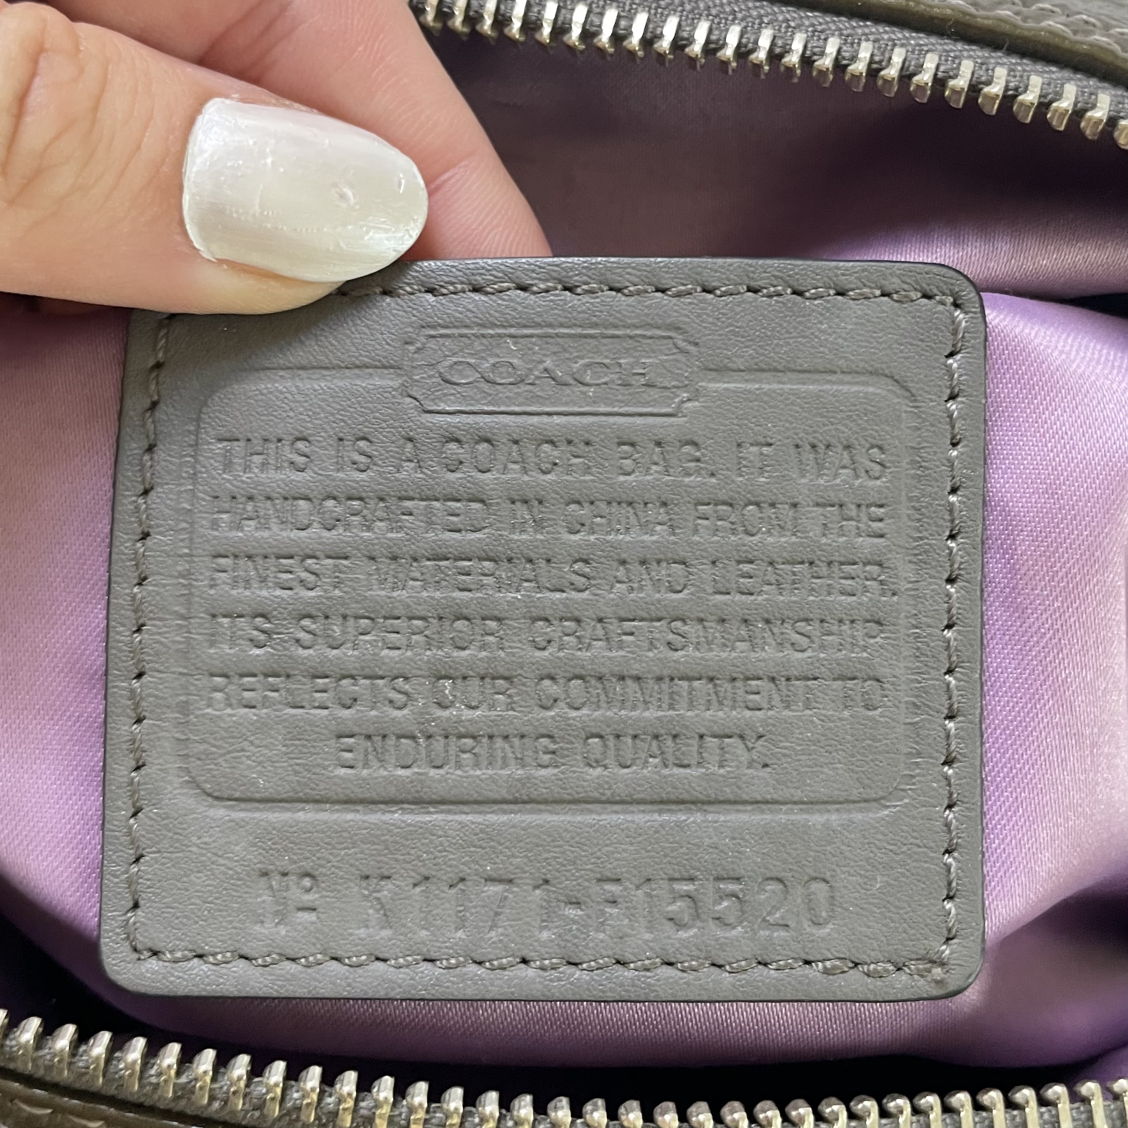 COACH
THIS IS A COACH BAG. IT WAS
HANDCRAFTED IN CHINA FROM THE
FINEST MATERIALS AND LEATHER.
ITS SUPERIOR CRAFTSMANSHIP
REFLECTS OUR COMMITMENT TO
ENDURING QUALITY.
Nº K1171-F15520